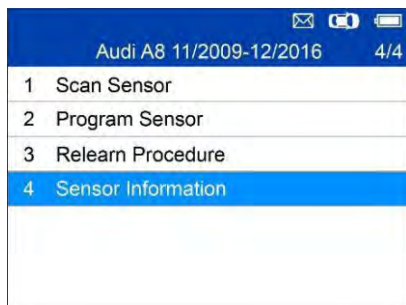 Audi A8 11/2009-12/2016 4/4
1 Scan Sensor
2 Program Sensor
3 Relearn Procedure
4 Sensor Information